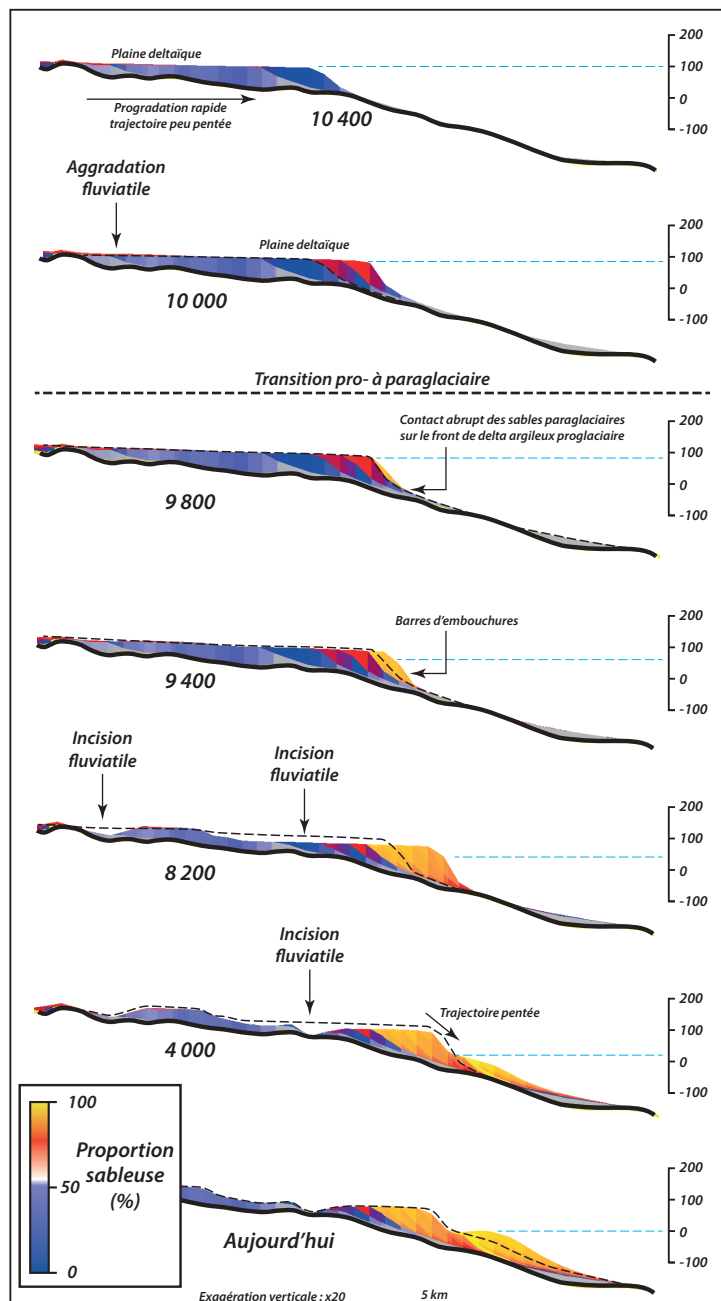 Plaine deltaïque
Progradation rapide
trajectoire peu pentée
10 400
200
100
0
-100
Aggradation
fluviatile
Plaine deltaïque
10 000
200
100
0
-100
Transition pro- à paraglaciaire
Contact abrupt des sables paraglaciaires
sur le front de delta argileux proglaciaire
9 800
200
100
0
-100
Barres d'embouchures
9 400
200
100
0
-100
Incision
fluviatile
Incision
fluviatile
8 200
200
100
0
-100
Incision
fluviatile
Trajectoire pentée
4 000
200
100
0
-100
100
50
0
Proportion
sableuse
(%)
Aujourd'hui
200
100
0
-100
Exagération verticale : x20
5 km